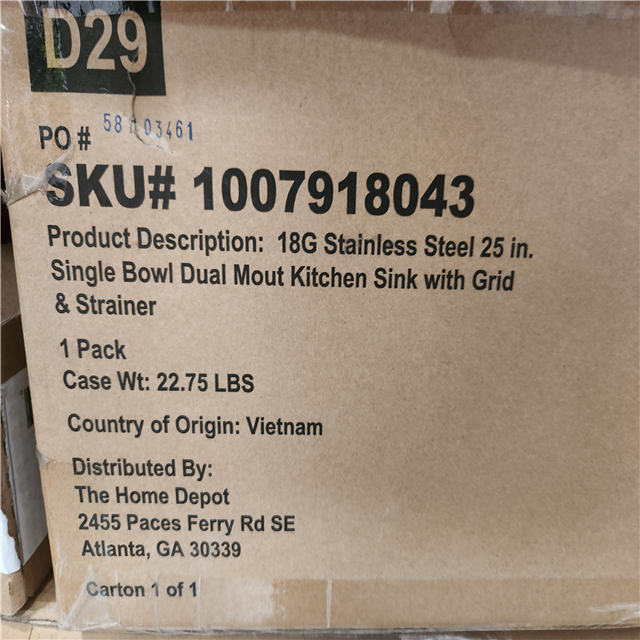 D29
PO #
SKU# 1007918043
Product Description: 18G Stainless Steel 25 in.
Single Bowl Dual Mout Kitchen Sink with Grid
& Strainer
1 Pack
Case Wt: 22.75 LBS
Country of Origin: Vietnam
Distributed By:
The Home Depot
2455 Paces Ferry Rd SE
Atlanta, GA 30339
Carton 1 of 1